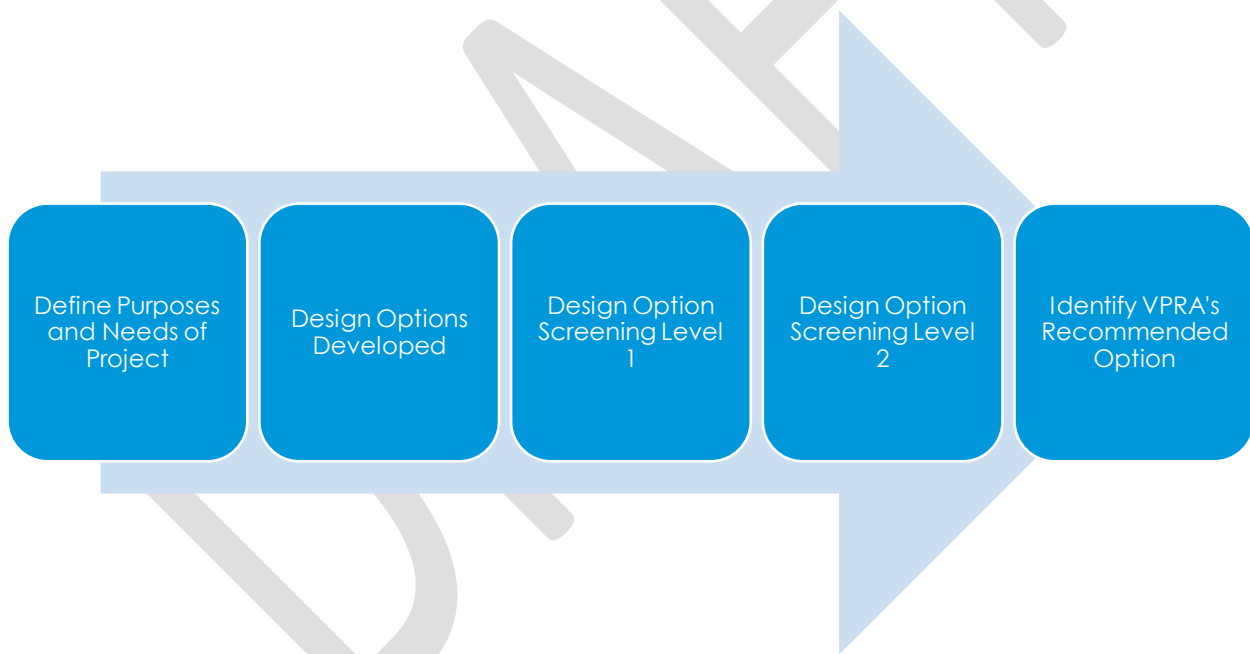 Define Purposes
and Needs of
Project
Design Options
Developed
Design Option
Screening Level
1
Design Option
Screening Level
2
Identify VPRA's
Recommended
Option